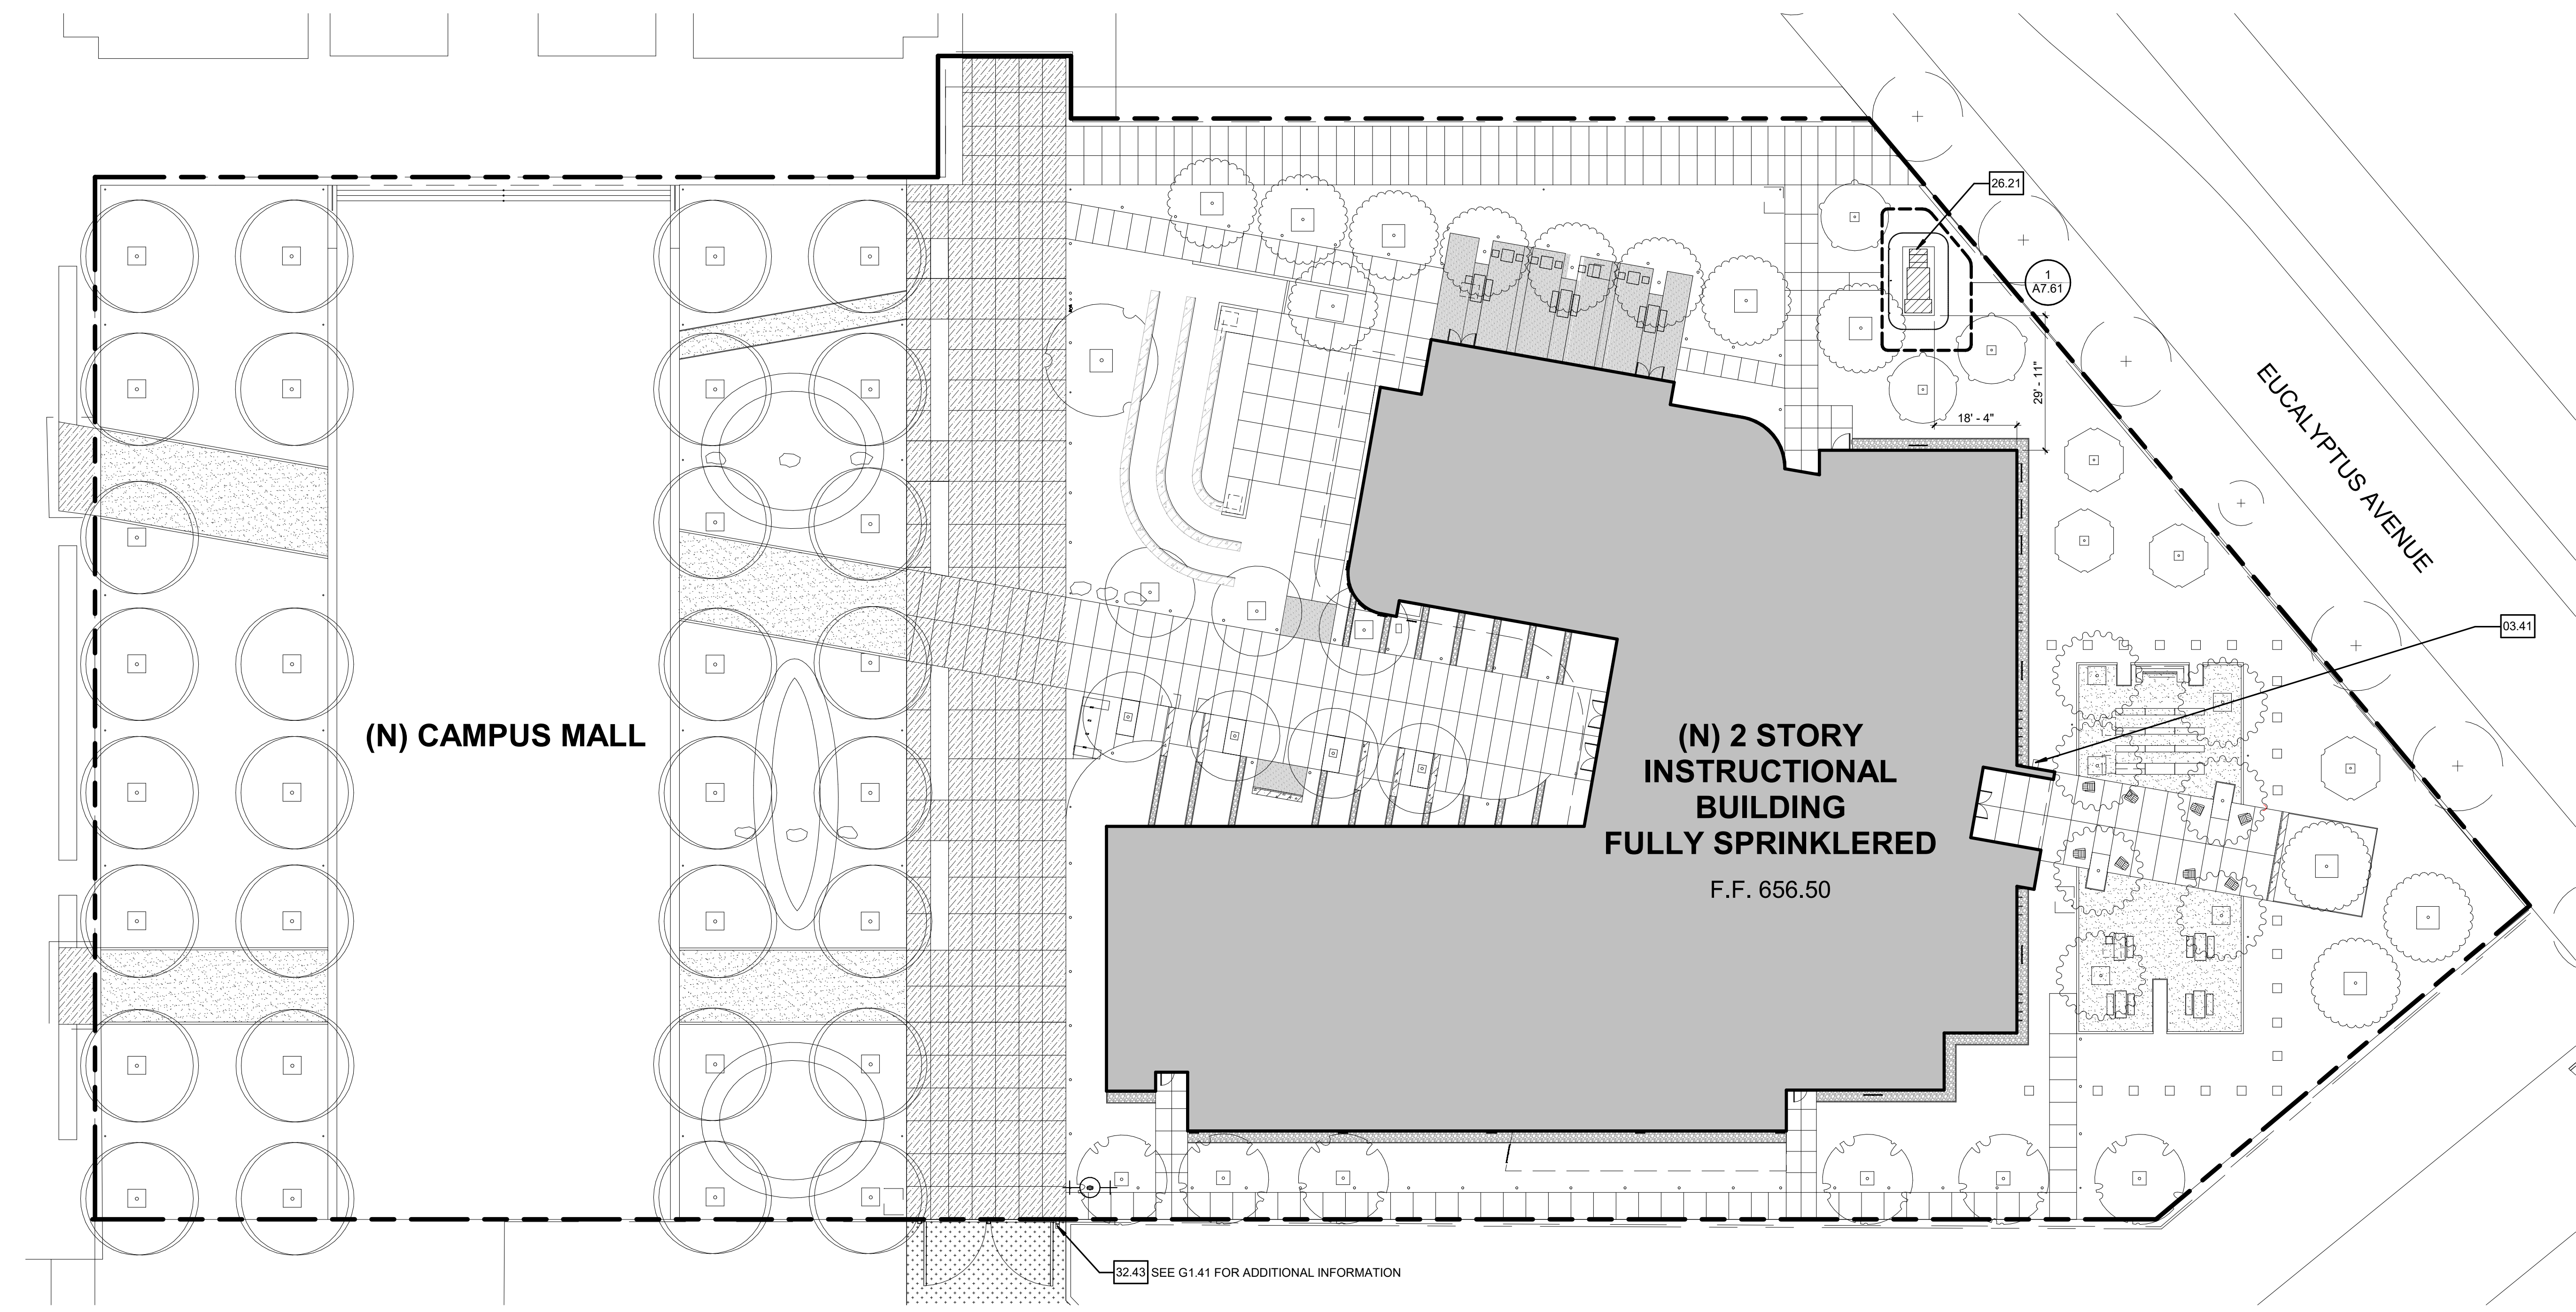 26.21
1
A7.61
29' - 11"
18' - 4"
EUCALYPTUS AVENUE
03.41
(N) CAMPUS MALL
(N) 2 STORY
INSTRUCTIONAL
BUILDING
FULLY SPRINKLERED
F.F. 656.50
32.43 SEE G1.41 FOR ADDITIONAL INFORMATION